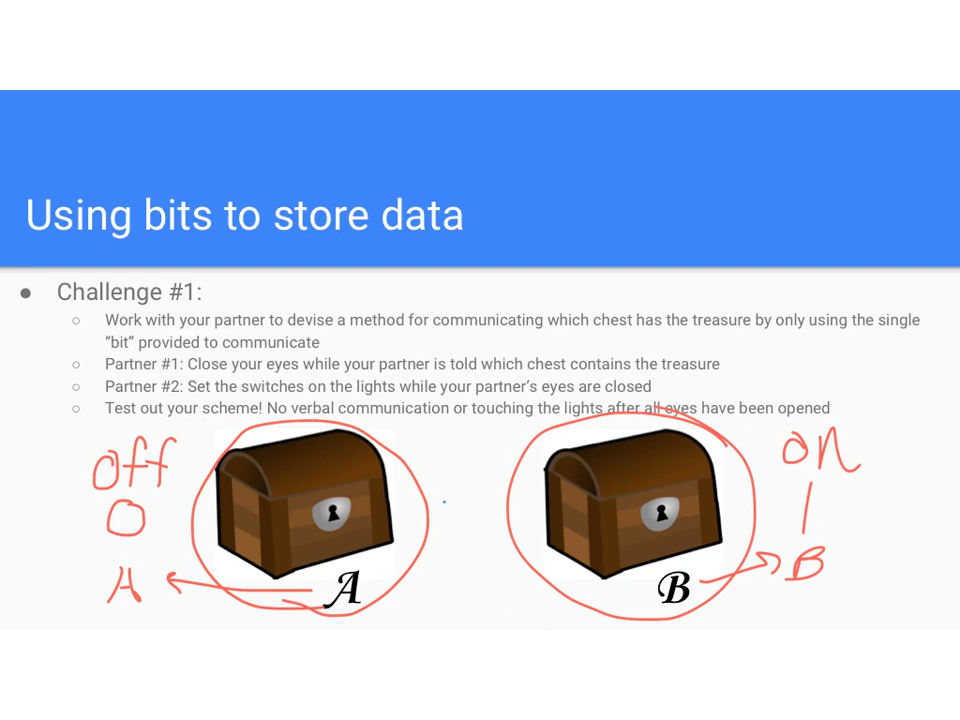 Using bits to store data
● Challenge #1:
○ Work with your partner to devise a method for communicating which chest has the treasure by only using the single
“bit” provided to communicate
○ Partner #1: Close your eyes while your partner is told which chest contains the treasure
○ Partner #2: Set the switches on the lights while your partner’s eyes are closed
○ Test out your scheme! No verbal communication or touching the lights after all eyes have been opened
off
on
0
1
A
A
B
B